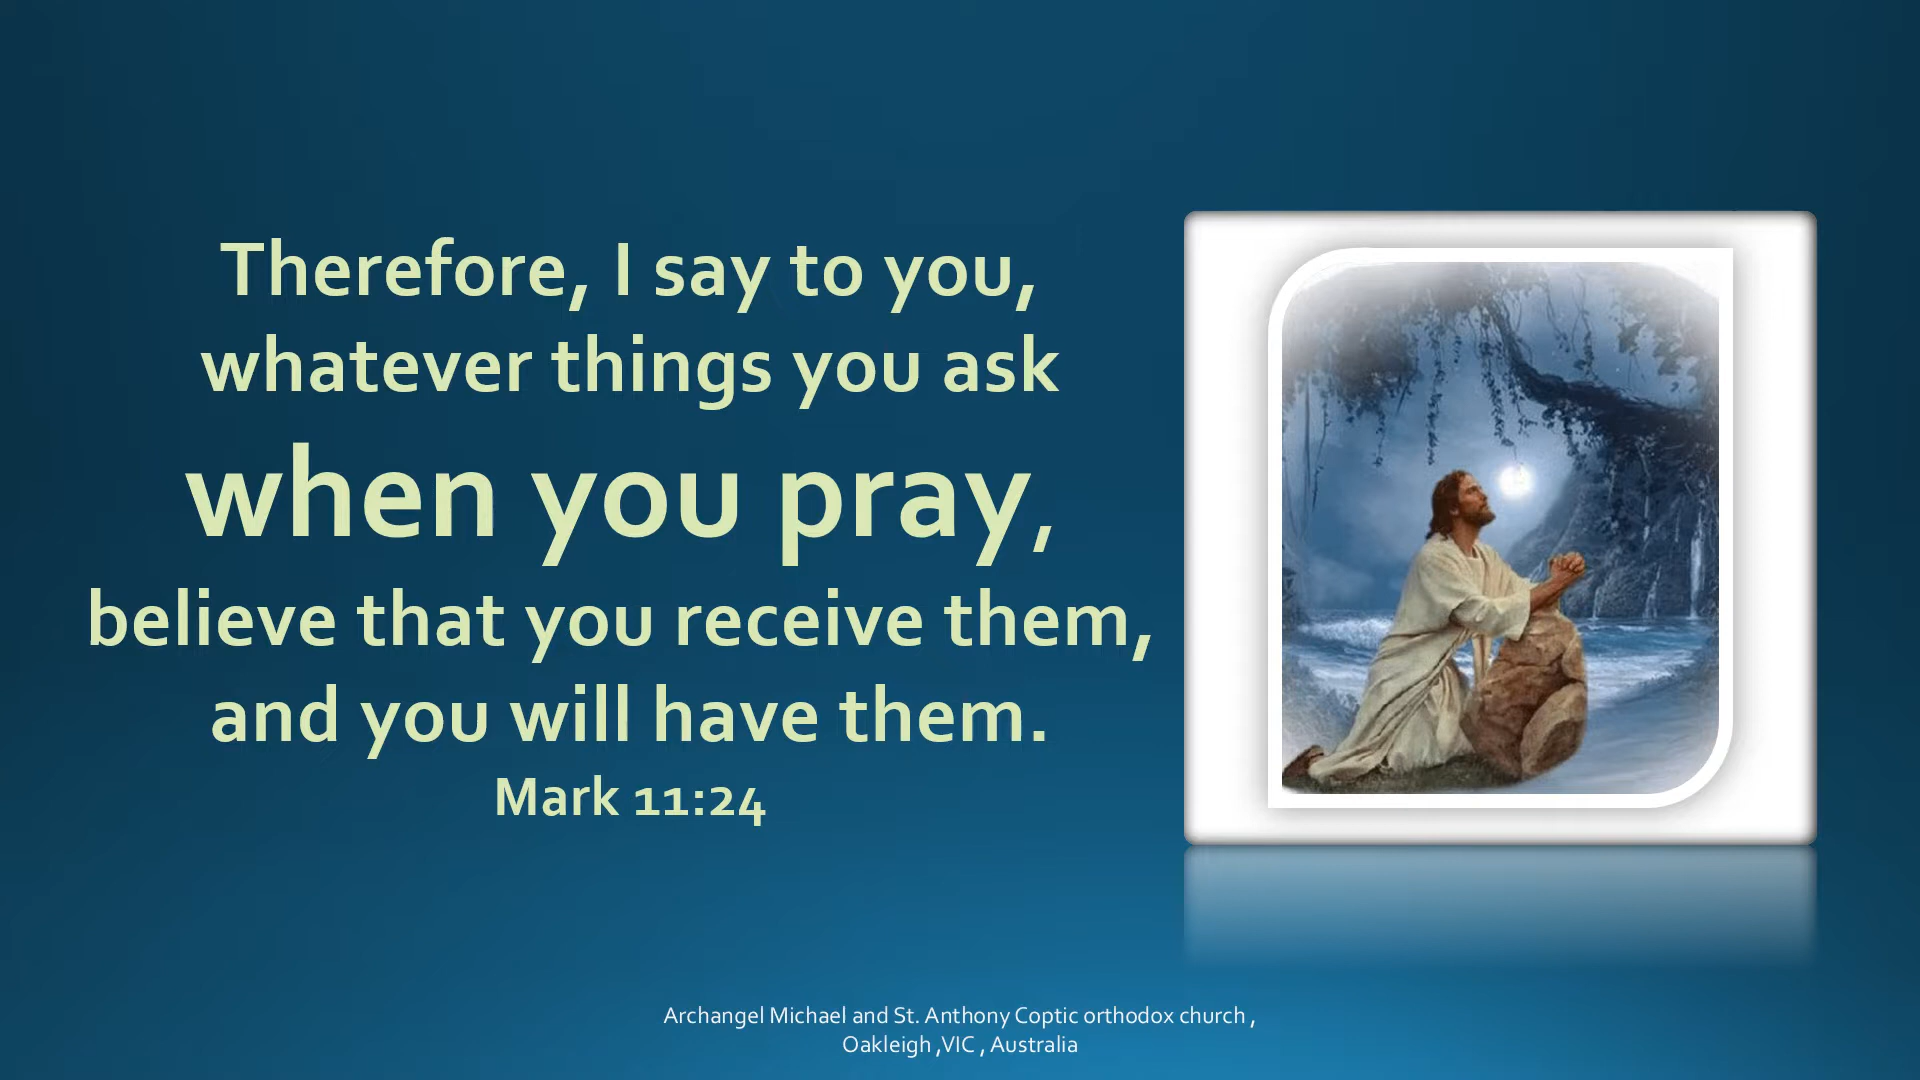 Therefore, I say to you,
whatever things you ask
when you pray,
believe that you receive them,
and you will have them.
Mark 11:24
Archangel Michael and St. Anthony Coptic orthodox church ,
Oakleigh ,VIC , Australia